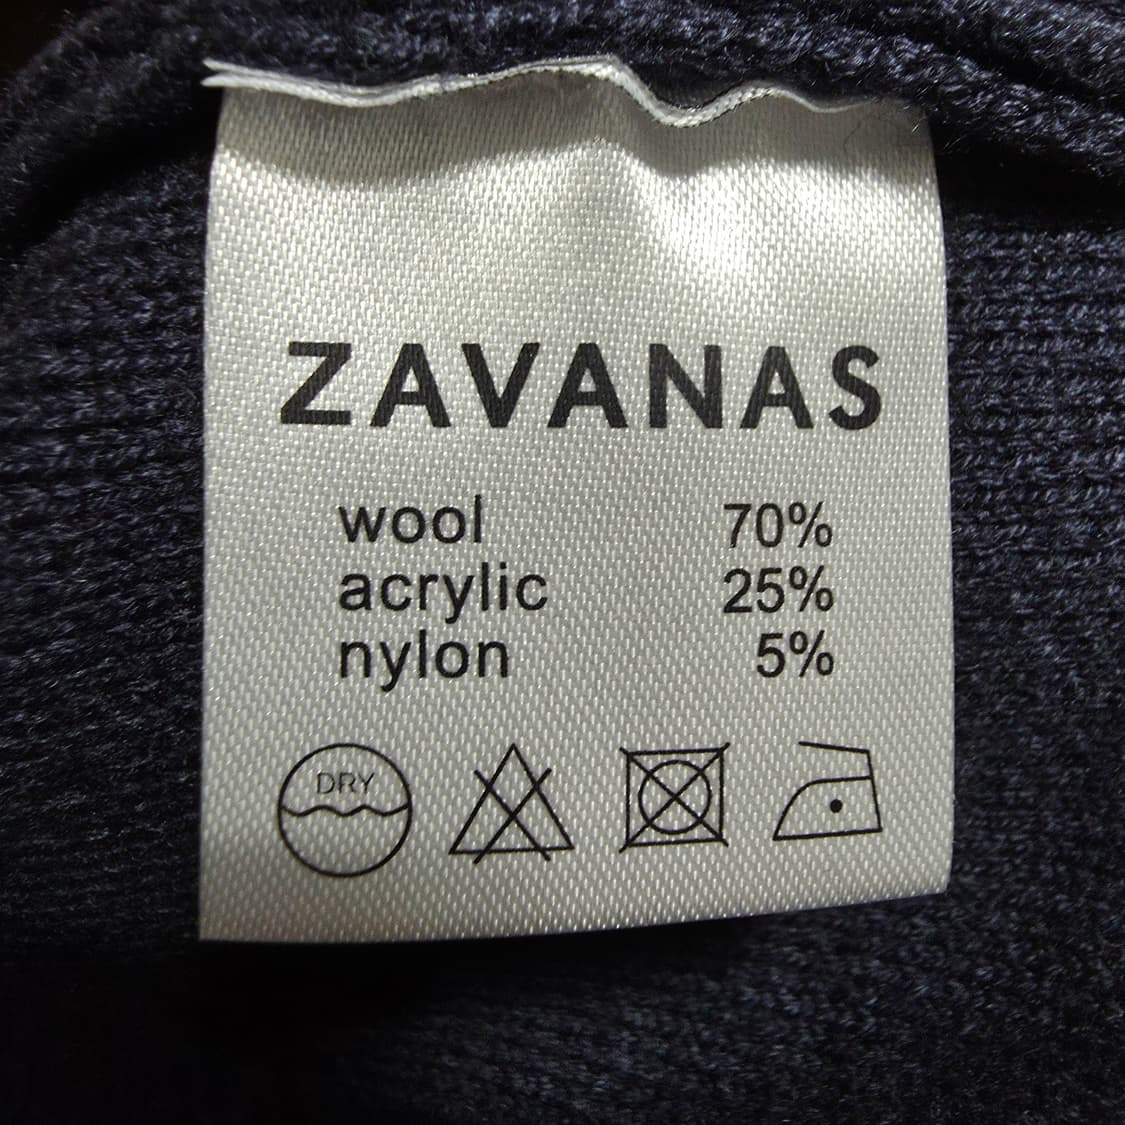 ZAVANAS
wool 70%
acrylic 25%
nylon 5%
DRY